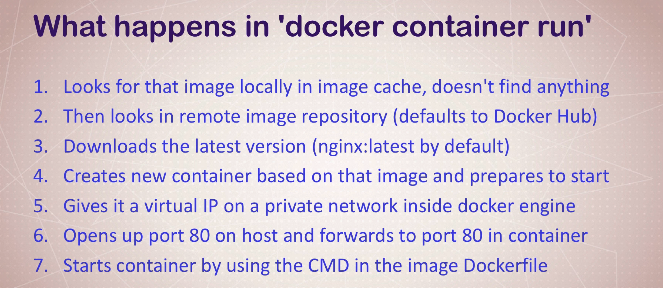 What happens in 'docker container run'
1. Looks for that image locally in image cache, doesn't find anything
2. Then looks in remote image repository (defaults to Docker Hub)
3. Downloads the latest version (nginx:latest by default)
4. Creates new container based on that image and prepares to start
5. Gives it a virtual IP on a private network inside docker engine
6. Opens up port 80 on host and forwards to port 80 in container
7. Starts container by using the CMD in the image Dockerfile